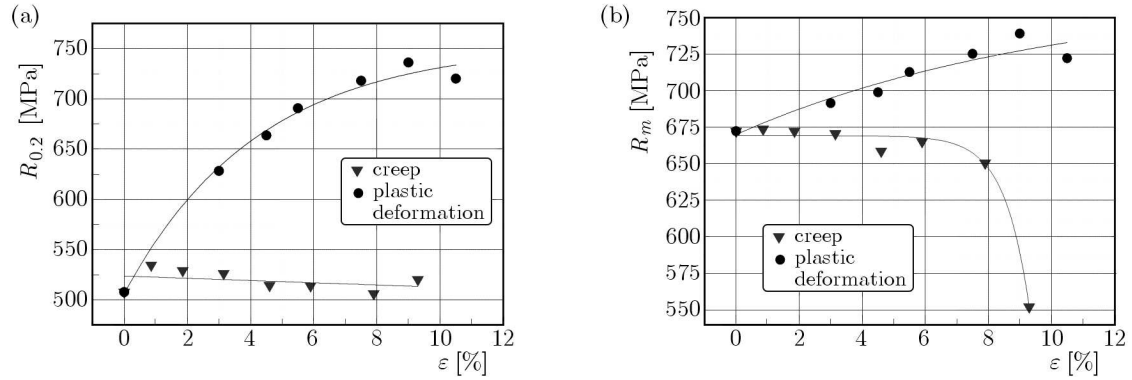 (a)
750
700
650
600
550
500
R0.2 [MPa]
creep
plastic
deformation
0 2 4 6 8 10 12
ε [%]
(b)
750
725
700
675
650
625
600
575
550
Rm [MPa]
creep
plastic
deformation
0 2 4 6 8 10 12
ε [%]